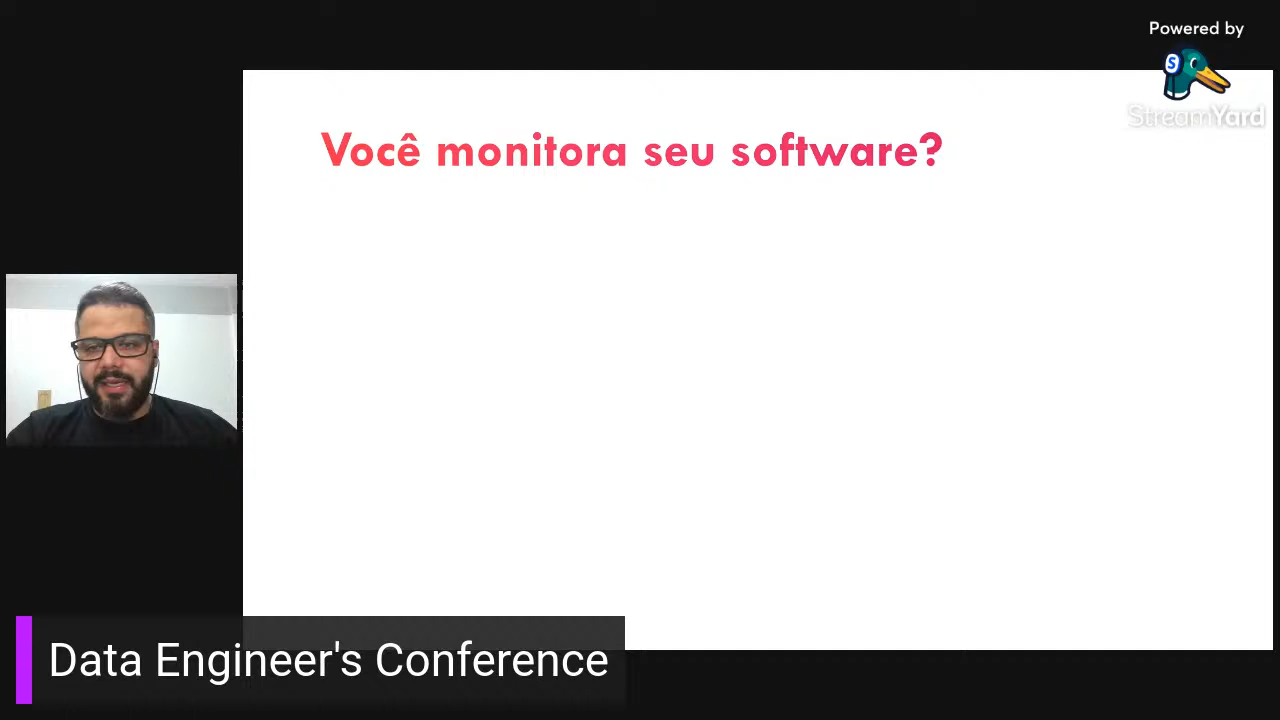 Powered by
S
StreamYard
Você monitora seu software?
Data Engineer's Conference